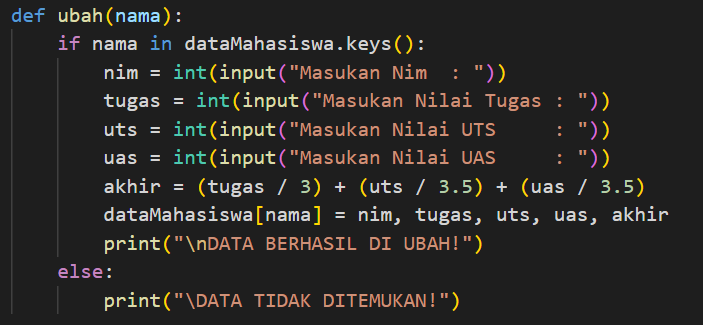 def ubah(nama):
    if nama in dataMahasiswa.keys():
        nim = int(input("Masukan Nim  : "))
        tugas = int(input("Masukan Nilai Tugas : "))
        uts = int(input("Masukan Nilai UTS     : "))
        uas = int(input("Masukan Nilai UAS     : "))
        akhir = (tugas / 3) + (uts / 3.5) + (uas / 3.5)
        dataMahasiswa[nama] = nim, tugas, uts, uas, akhir
        print("\nDATA BERHASIL DI UBAH!")
    else:
        print("\DATA TIDAK DITEMUKAN!")